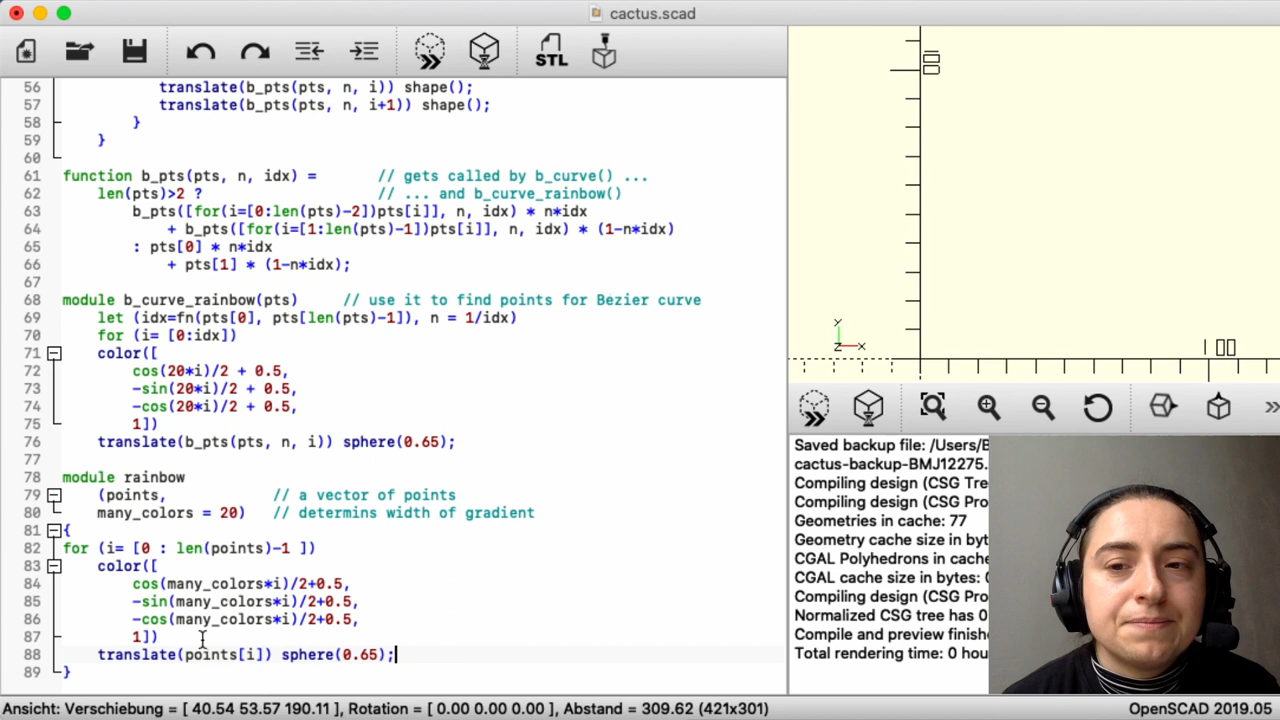 cactus.scad
STL
56 translate(b_pts(pts, n, i)) shape();
57 translate(b_pts(pts, n, i+1)) shape();
58 }
59 }
60
61 function b_pts(pts, n, idx) = // gets called by b_curve() ...
62 len(pts)>2 ? // ... and b_curve_rainbow()
63 b_pts([for(i=[0:len(pts)-2])pts[i]], n, idx) * n*idx
64 + b_pts([for(i=[1:len(pts)-1])pts[i]], n, idx) * (1-n*idx)
65 : pts[0] * n*idx
66 + pts[1] * (1-n*idx);
67
68 module b_curve_rainbow(pts) // use it to find points for Bézier curve
69 let (idx=fn(pts[0], pts[len(pts)-1]), n = 1/idx)
70 for (i= [0:idx])
71 color([
72 cos(20*i)/2 + 0.5,
73 -sin(20*i)/2 + 0.5,
74 -cos(20*i)/2 + 0.5,
75 1])
76 translate(b_pts(pts, n, i)) sphere(0.65);
77
78 module rainbow
79 (points, // a vector of points
80 many_colors = 20) // determins width of gradient
81 {
82 for (i= [0 : len(points)-1 ])
83 color([
84 cos(many_colors*i)/2+0.5,
85 -sin(many_colors*i)/2+0.5,
86 -cos(many_colors*i)/2+0.5,
87 1])
88 translate(points[i]) sphere(0.65);
89 }
Y
Z X
Saved backup file: /Users/B
cactus-backup-BMJ12275.
Compiling design (CSG Tre
Compiling design (CSG Pro
Geometries in cache: 77
Geometry cache size in byt
CGAL Polyhedrons in cache
CGAL cache size in bytes: 0
Compiling design (CSG Pro
Normalized CSG tree has 0
Compile and preview finishe
Total rendering time: 0 hou
Ansicht: Verschiebung = [ 40.54 53.57 190.11 ], Rotation = [ 0.00 0.00 0.00 ], Abstand = 309.62 (421x301) OpenSCAD 2019.05